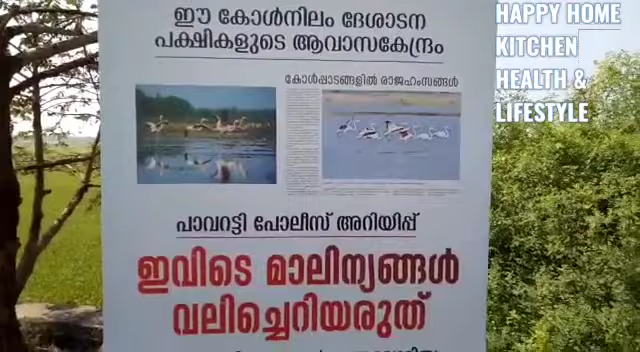 ഈ കോൾനിലം ദേശാടന
പക്ഷികളുടെ ആവാസകേന്ദ്രം
കോൾപ്പാടങ്ങളിൽ രാജഹംസങ്ങൾ
പാവറട്ടി പോലീസ് അറിയിപ്പ്
ഇവിടെ മാലിന്യങ്ങൾ
വലിച്ചെറിയരുത്
HAPPY HOME
KITCHEN
HEALTH &
LIFESTYLE